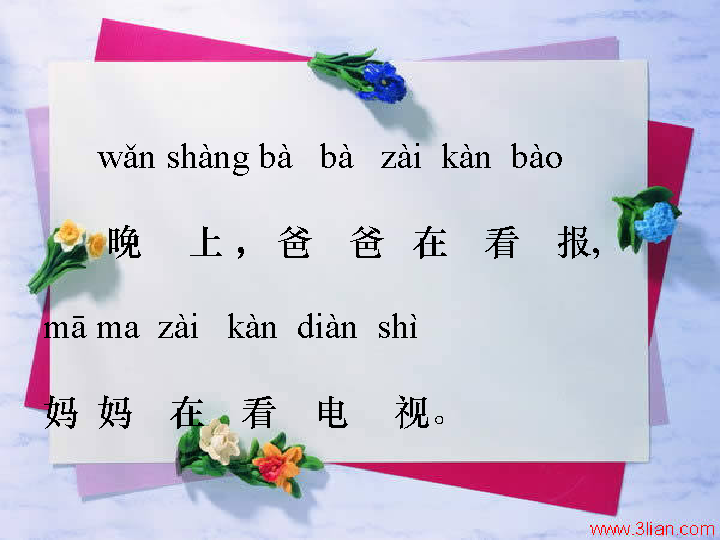 wǎn shàng bà bà zài kàn bào
晚 上 ， 爸 爸 在 看 报,
mā ma zài kàn diàn shì
妈 妈 在 看 电 视。
www.3lian.com